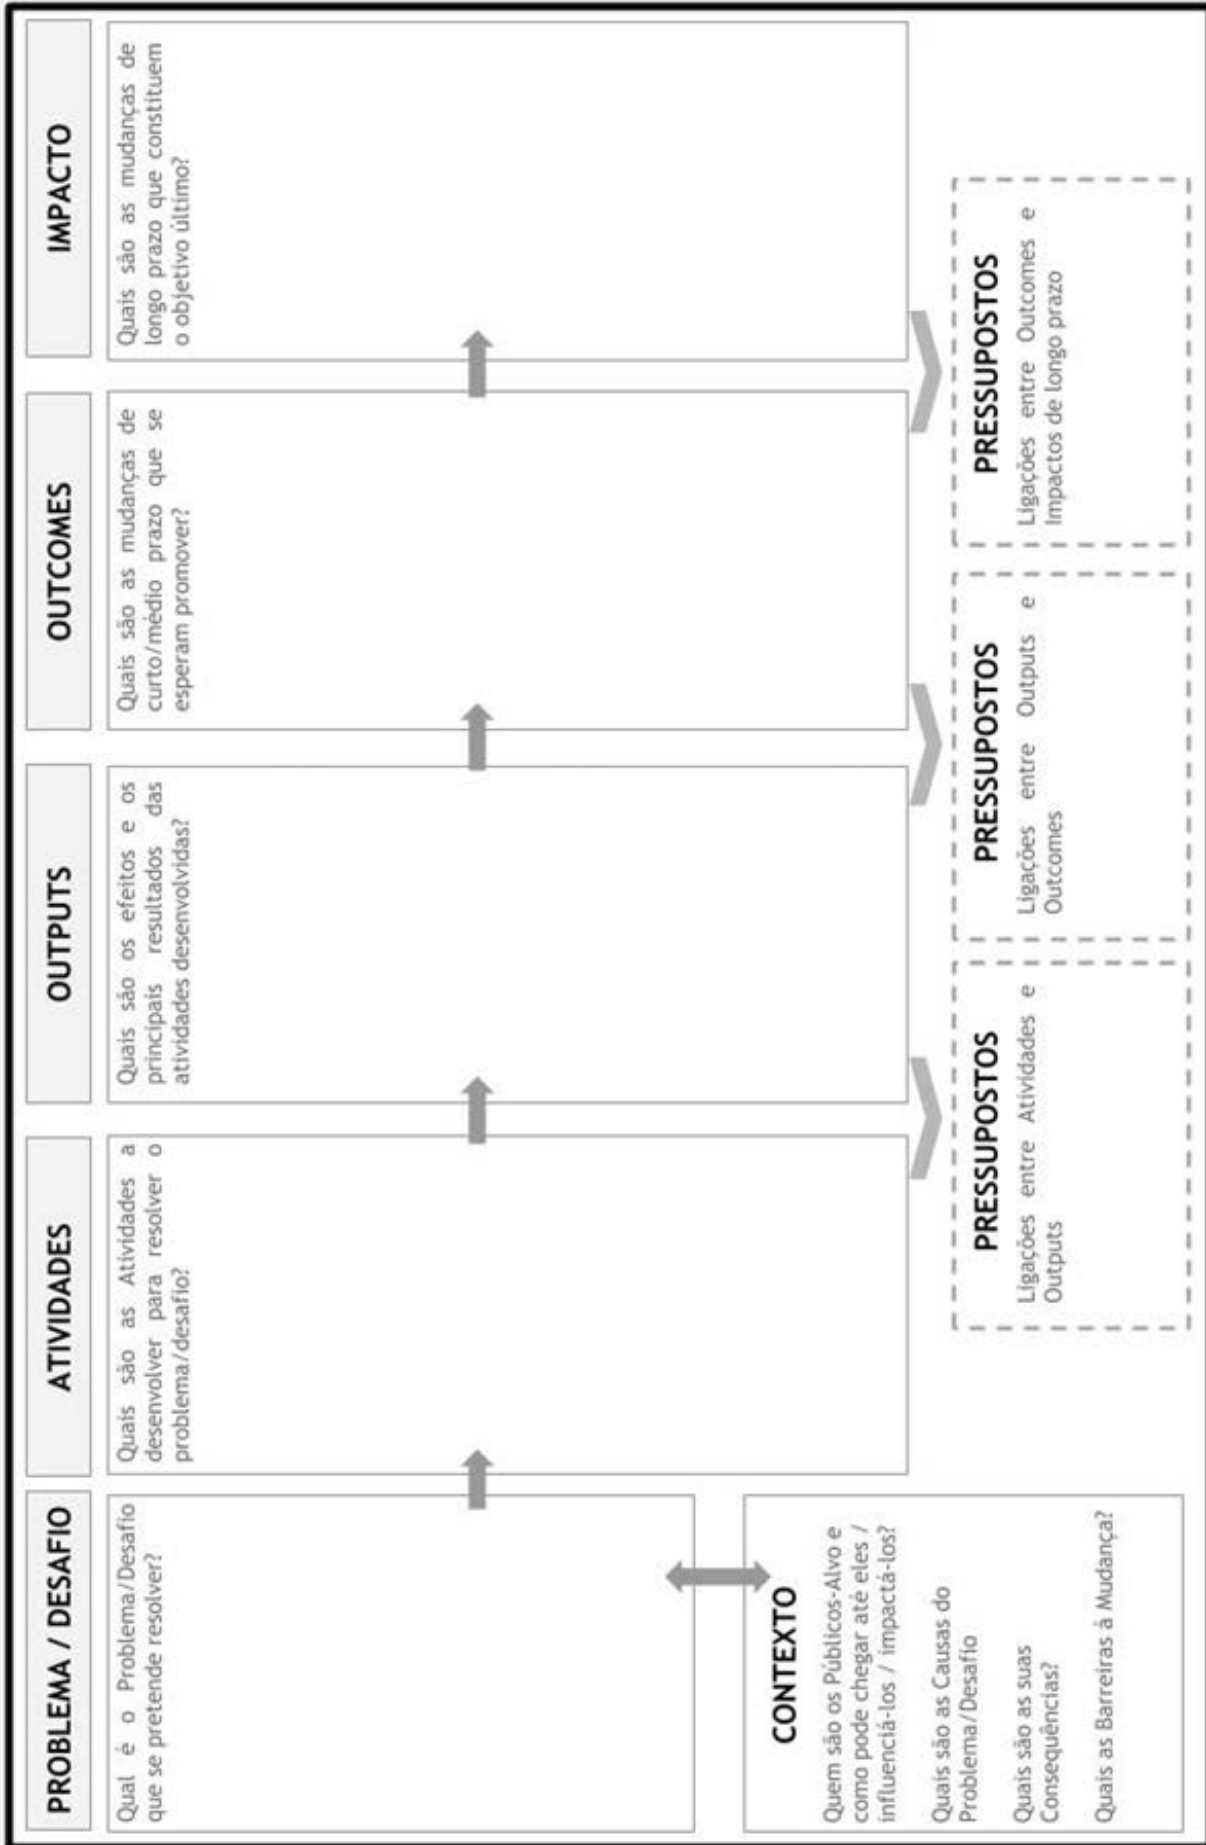 PROBLEMA / DESAFIO
Qual é o Problema/Desafio
que se pretende resolver?
CONTEXTO
Quem são os Públicos-Alvo e
como pode chegar até eles /
influenciá-los / impactá-los?
Quais são as Causas do
Problema/Desafio
Quais são as suas
Consequências?
Quais as Barreiras à Mudança?
ATIVIDADES
Quais são as Atividades a
desenvolver para resolver o
problema/desafio?
OUTPUTS
Quais são os efeitos e os
principais resultados das
atividades desenvolvidas?
OUTCOMES
Quais são as mudanças de
curto/médio prazo que se
esperam promover?
IMPACTO
Quais são as mudanças de
longo prazo que constituem
o objetivo último?
PRESSUPOSTOS
Ligações entre Atividades e
Outputs
PRESSUPOSTOS
Ligações entre Outputs e
Outcomes
PRESSUPOSTOS
Ligações entre Outcomes e
Impactos de longo prazo